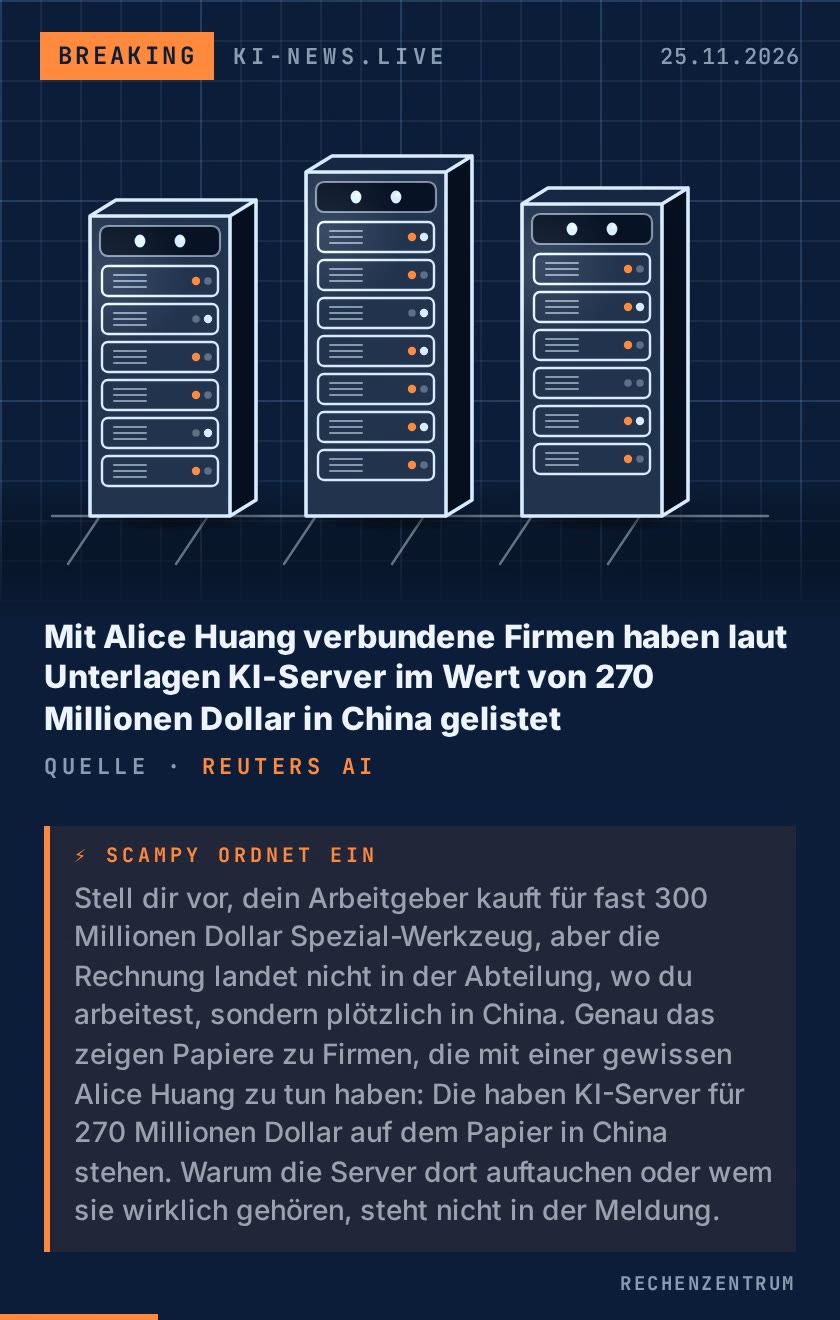 BREAKING KI-NEWS.LIVE 25.11.2026
Mit Alice Huang verbundene Firmen haben laut
Unterlagen KI-Server im Wert von 270
Millionen Dollar in China gelistet
QUELLE · REUTERS AI
⚡ SCAMPY ORDNET EIN
Stell dir vor, dein Arbeitgeber kauft für fast 300
Millionen Dollar Spezial-Werkzeug, aber die
Rechnung landet nicht in der Abteilung, wo du
arbeitest, sondern plötzlich in China. Genau das
zeigen Papiere zu Firmen, die mit einer gewissen
Alice Huang zu tun haben: Die haben KI-Server für
270 Millionen Dollar auf dem Papier in China
stehen. Warum die Server dort auftauchen oder wem
sie wirklich gehören, steht nicht in der Meldung.
RECHENZENTRUM